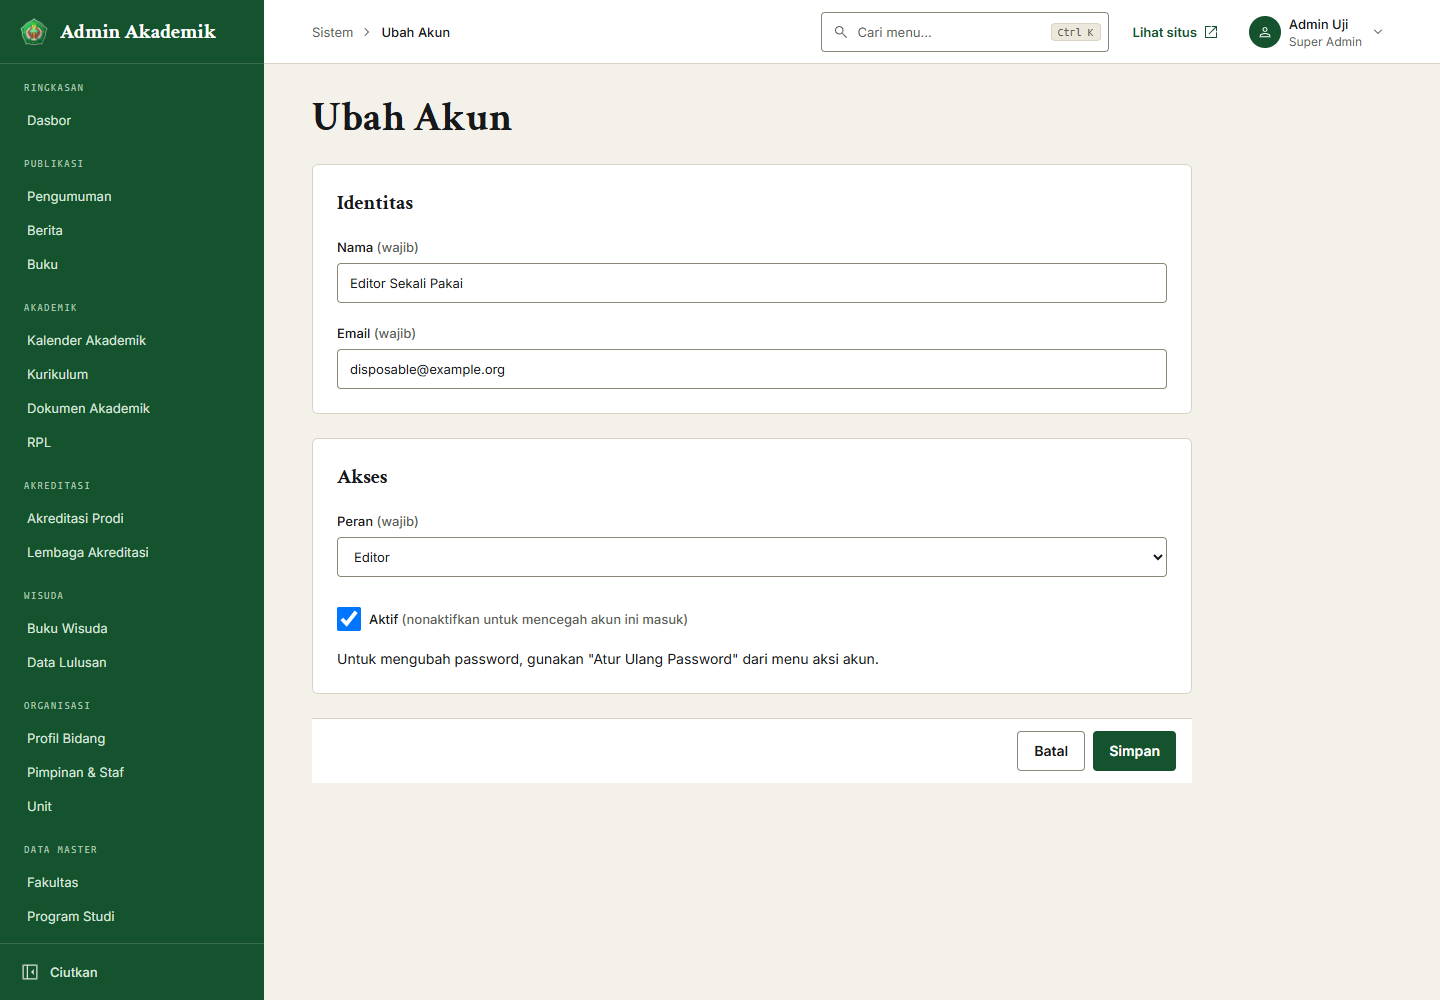 Admin Akademik
Sistem > Ubah Akun
Cari menu... Ctrl K
Lihat situs
Admin Uji
Super Admin
RINGKASAN
Dasbor
PUBLIKASI
Pengumuman
Berita
Buku
AKADEMIK
Kalender Akademik
Kurikulum
Dokumen Akademik
RPL
AKREDITASI
Akreditasi Prodi
Lembaga Akreditasi
WISUDA
Buku Wisuda
Data Lulusan
ORGANISASI
Profil Bidang
Pimpinan & Staf
Unit
DATA MASTER
Fakultas
Program Studi
Ciutkan
Ubah Akun
Identitas
Nama (wajib)
Editor Sekali Pakai
Email (wajib)
disposable@example.org
Akses
Peran (wajib)
Editor
Aktif (nonaktifkan untuk mencegah akun ini masuk)
Untuk mengubah password, gunakan "Atur Ulang Password" dari menu aksi akun.
Batal
Simpan